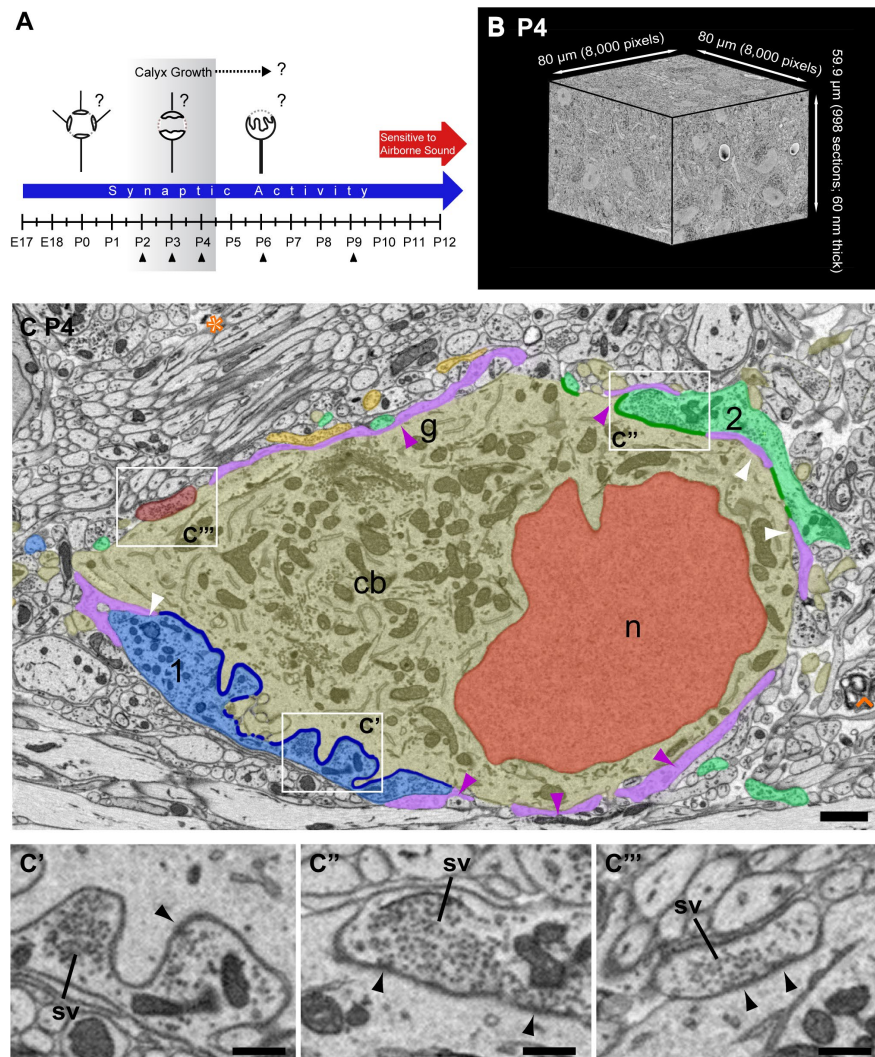 A
Calyx Growth ?
? ? ?
Sensitive to
Airborne Sound
Synaptic Activity
E17 E18 P0 P1 P2 P3 P4 P5 P6 P7 P8 P9 P10 P11 P12
B P4
80 µm (8,000 pixels)
80 µm (8,000 pixels)
59.9 µm (998 sections; 60 nm thick)
C P4
g
2
C''
C'''
cb
n
1
C'
C'
sv
C''
sv
C'''
sv